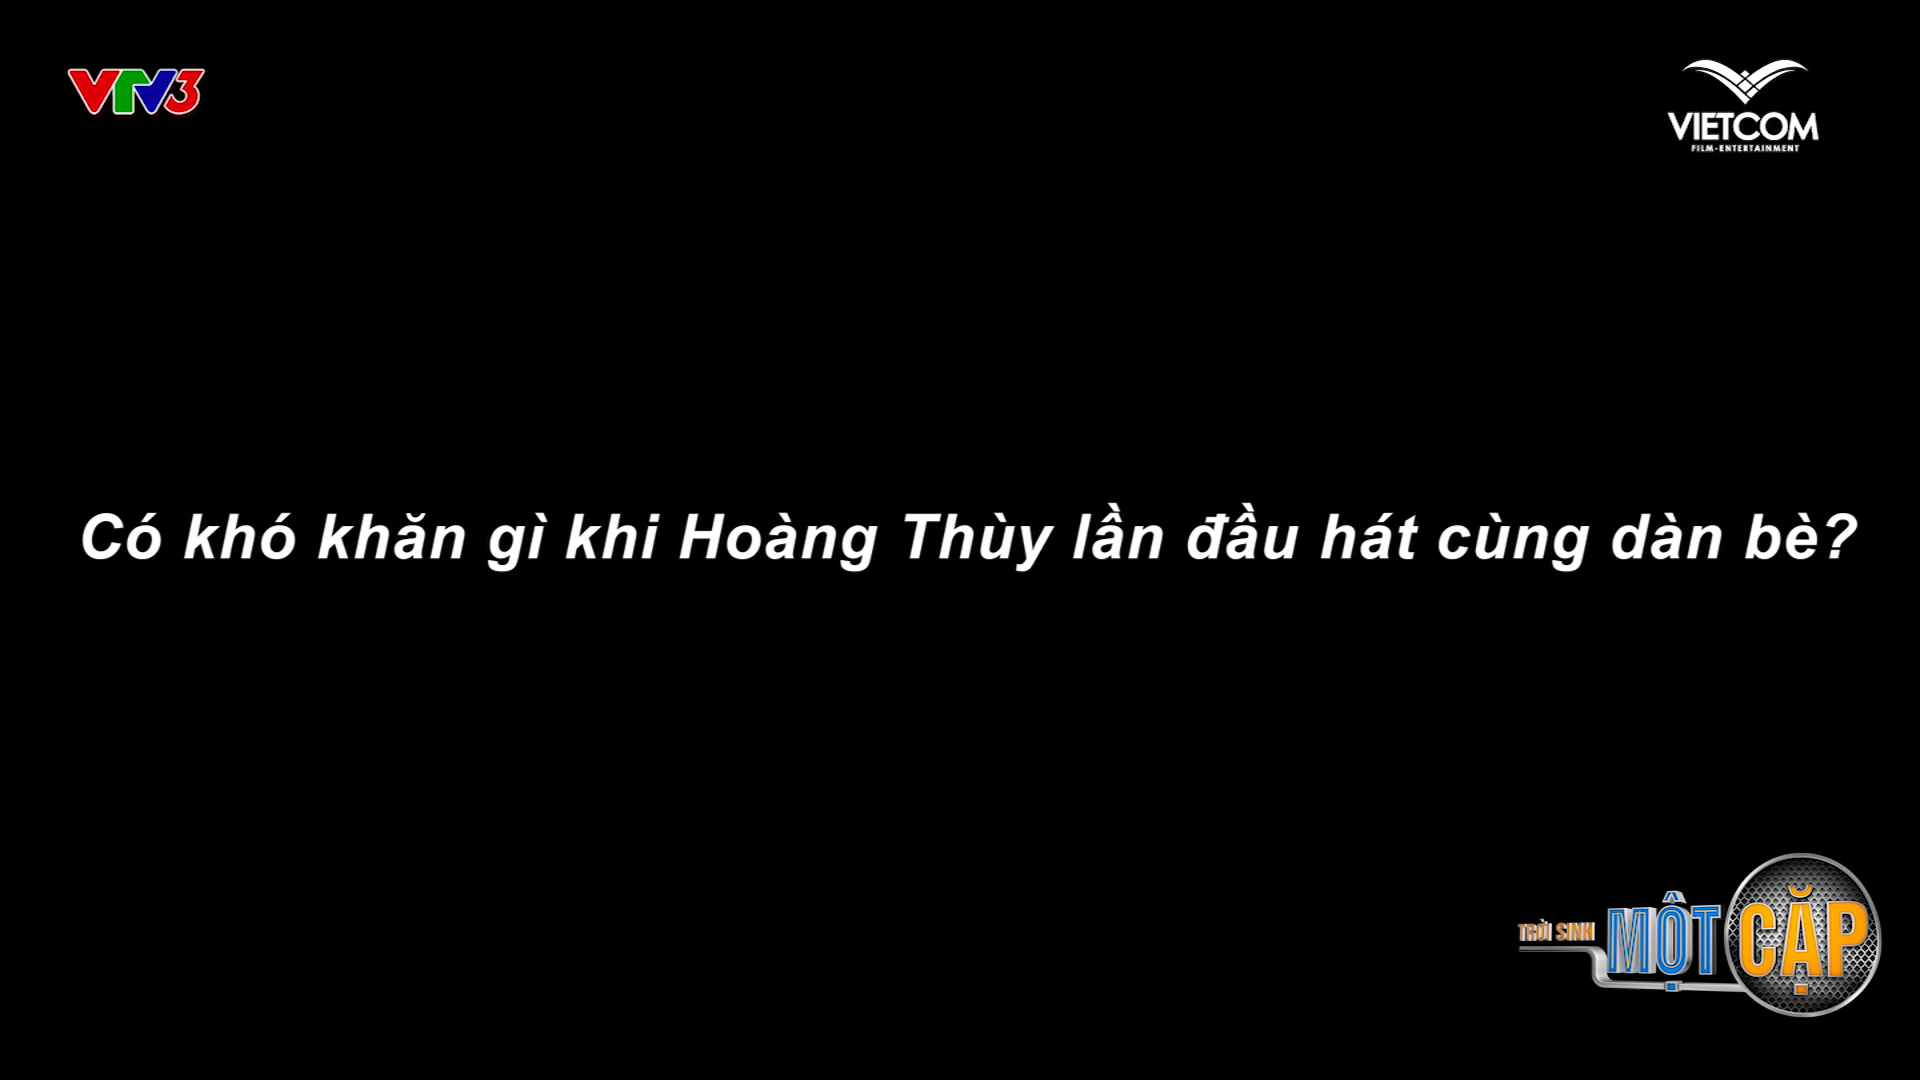 VTV3
VIETCOM
FILM-ENTERTAINMENT
Có khó khăn gì khi Hoàng Thùy lần đầu hát cùng dàn bè?
TRỜI SINH
MỘT CẶP